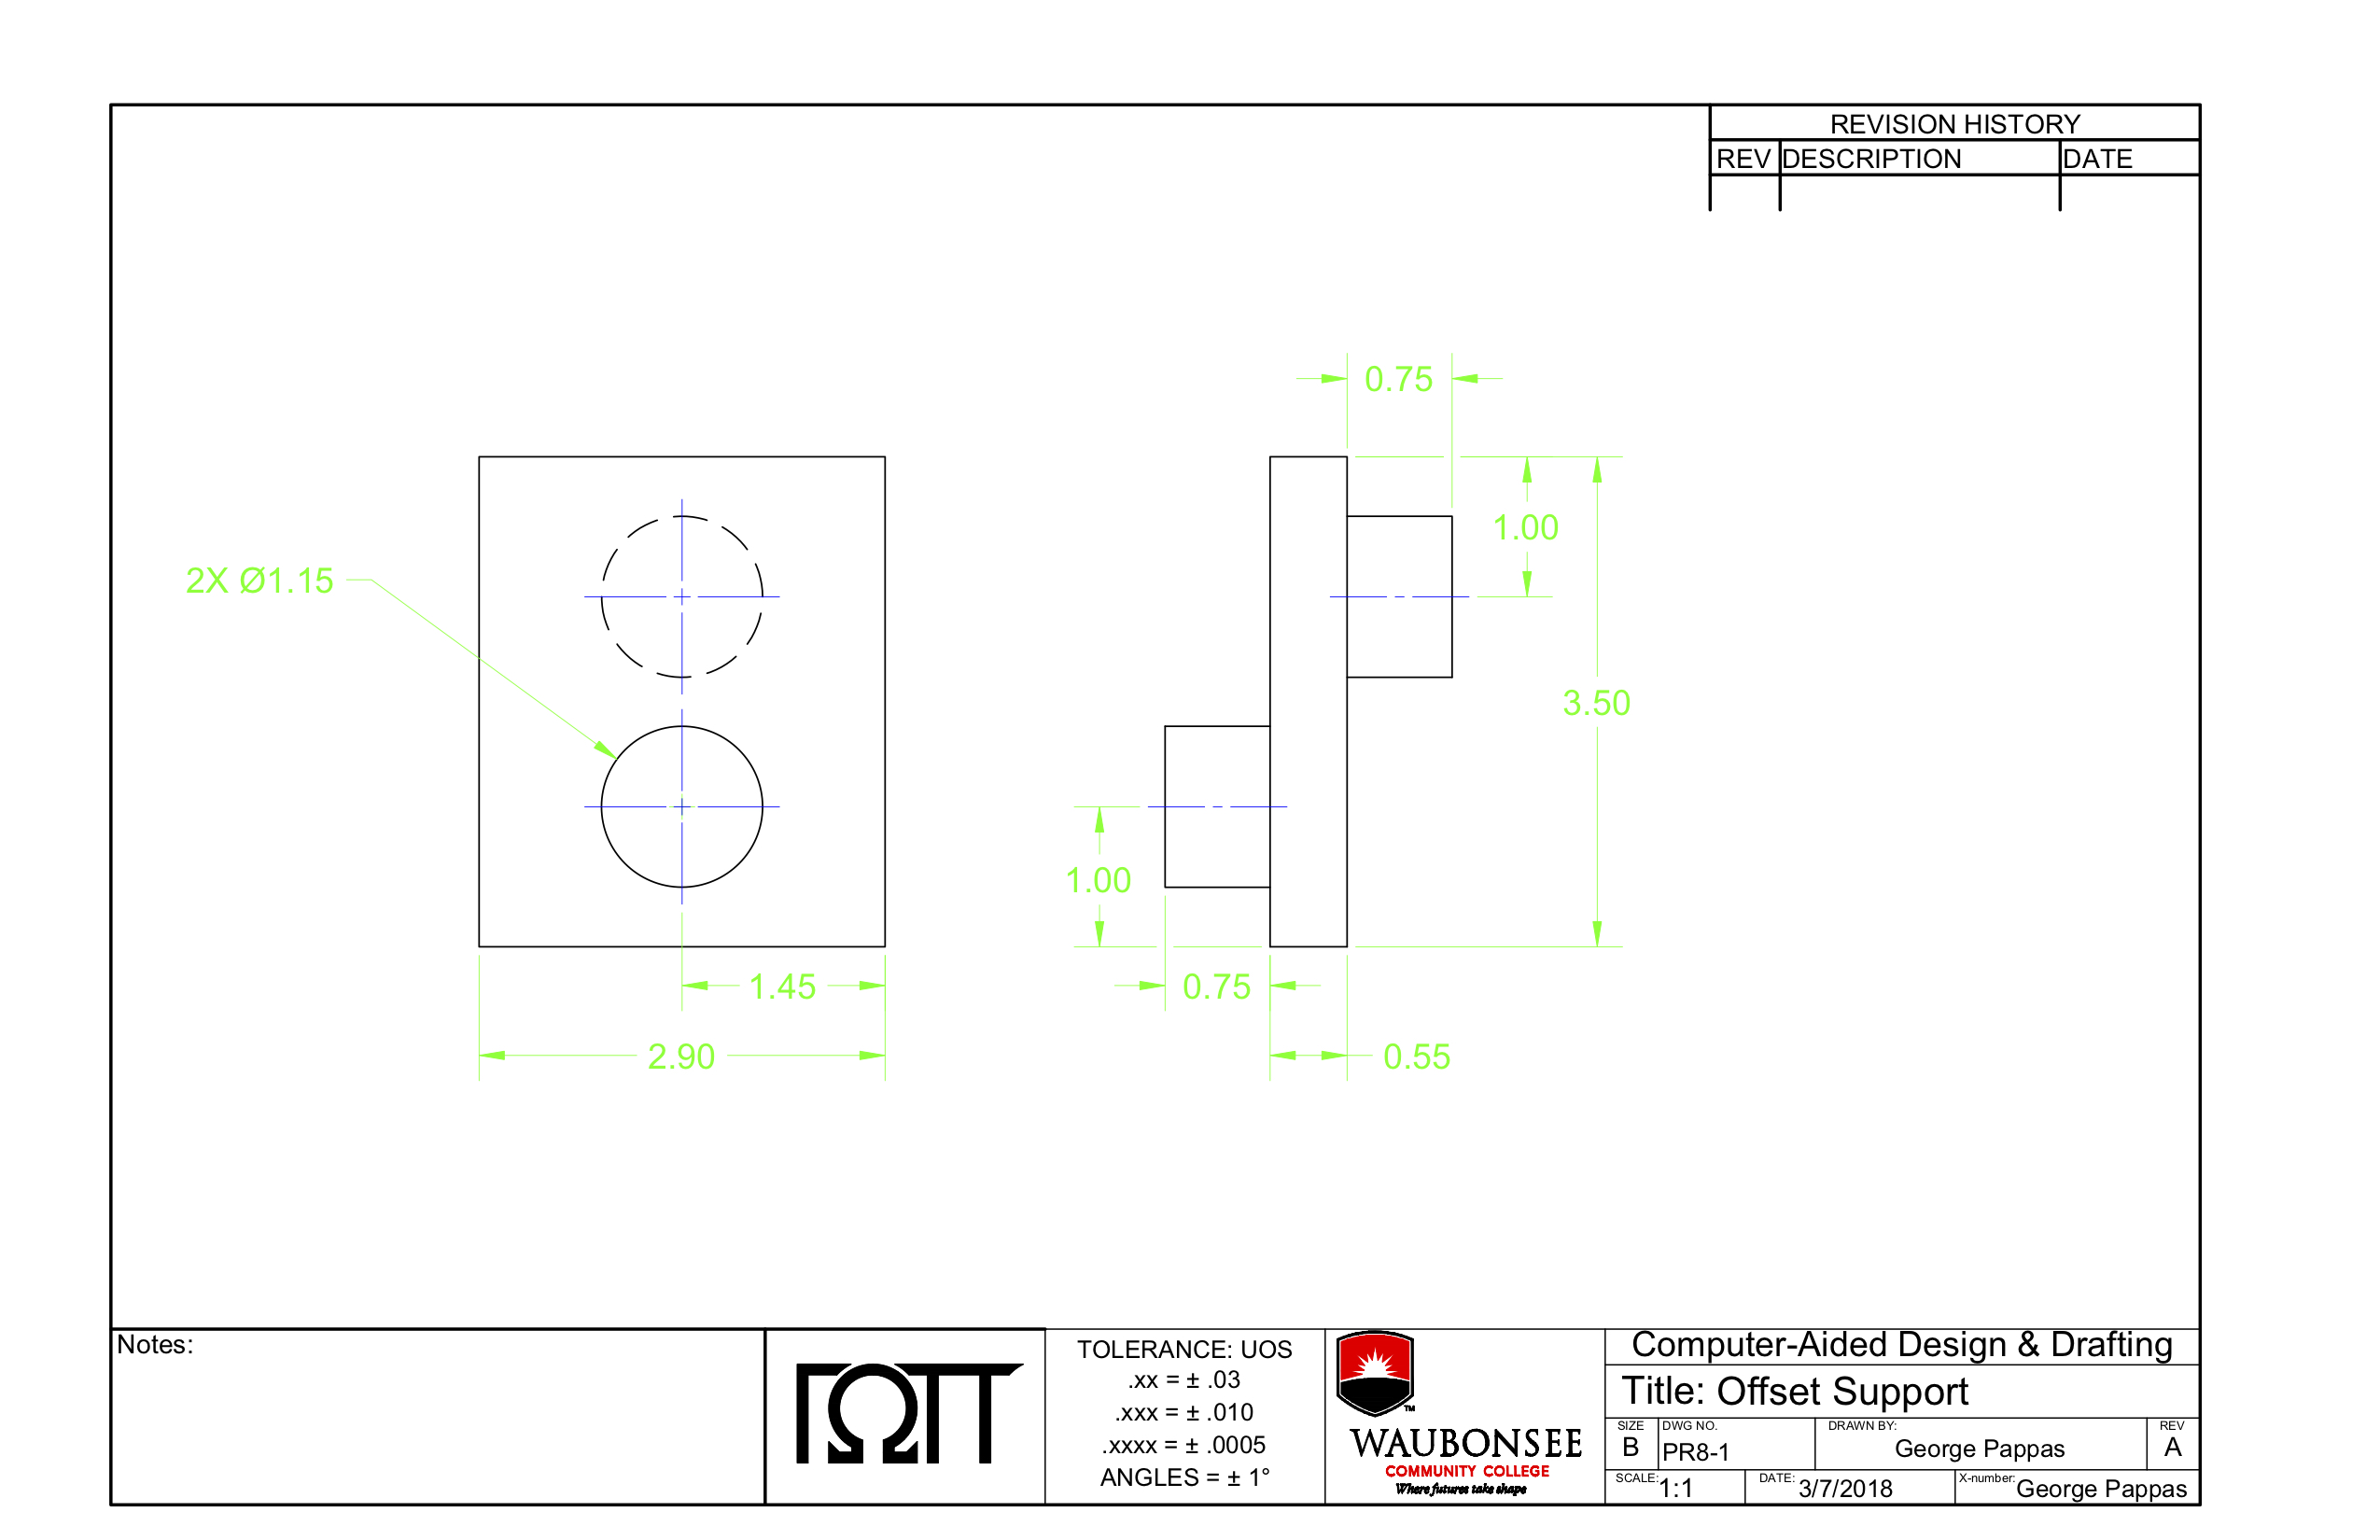 REVISION HISTORY
REV DESCRIPTION DATE
0.75
1.00
2X Ø1.15
3.50
1.00
1.45
0.75
2.90
0.55
Notes:
TOLERANCE: UOS
.xx = ± .03
.xxx = ± .010
.xxxx = ± .0005
ANGLES = ± 1°
TM
WAUBONSEE
COMMUNITY COLLEGE
Where futures take shape
Computer-Aided Design & Drafting
Title: Offset Support
SIZE B DWG NO. PR8-1 DRAWN BY: George Pappas REV A
SCALE: 1:1 DATE: 3/7/2018 X-number: George Pappas